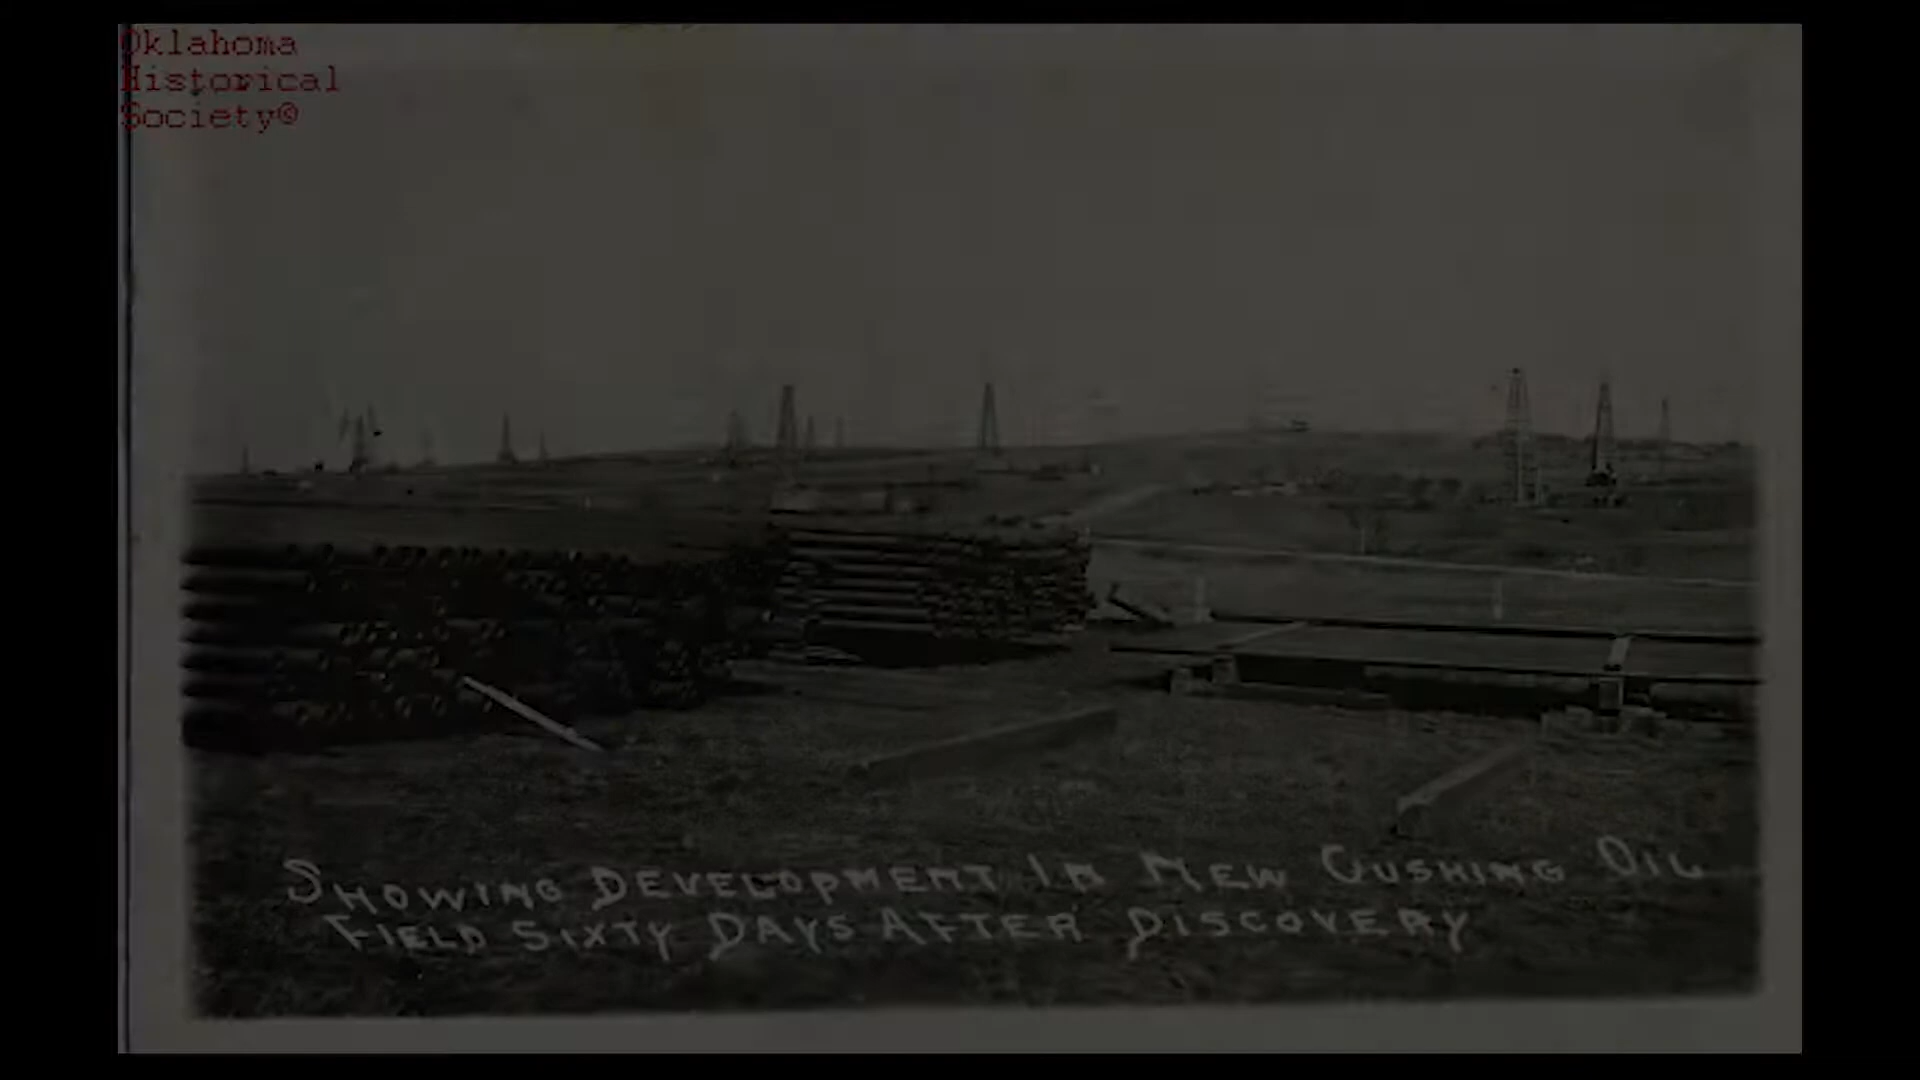 Oklahoma
Historical
Society©
SHOWING DEVELOPMENT IN NEW CUSHING OIL
FIELD SIXTY DAYS AFTER DISCOVERY